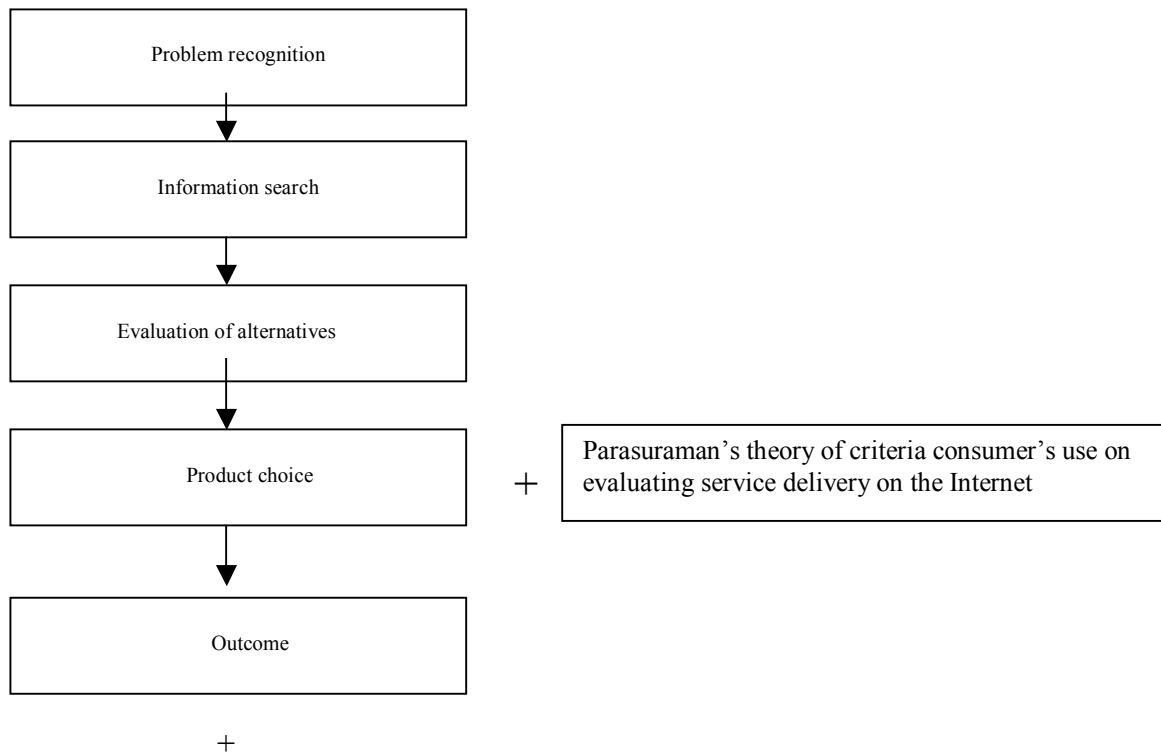 Problem recognition
Information search
Evaluation of alternatives
Product choice
+
Parasuraman’s theory of criteria consumer’s use on
evaluating service delivery on the Internet
Outcome
+